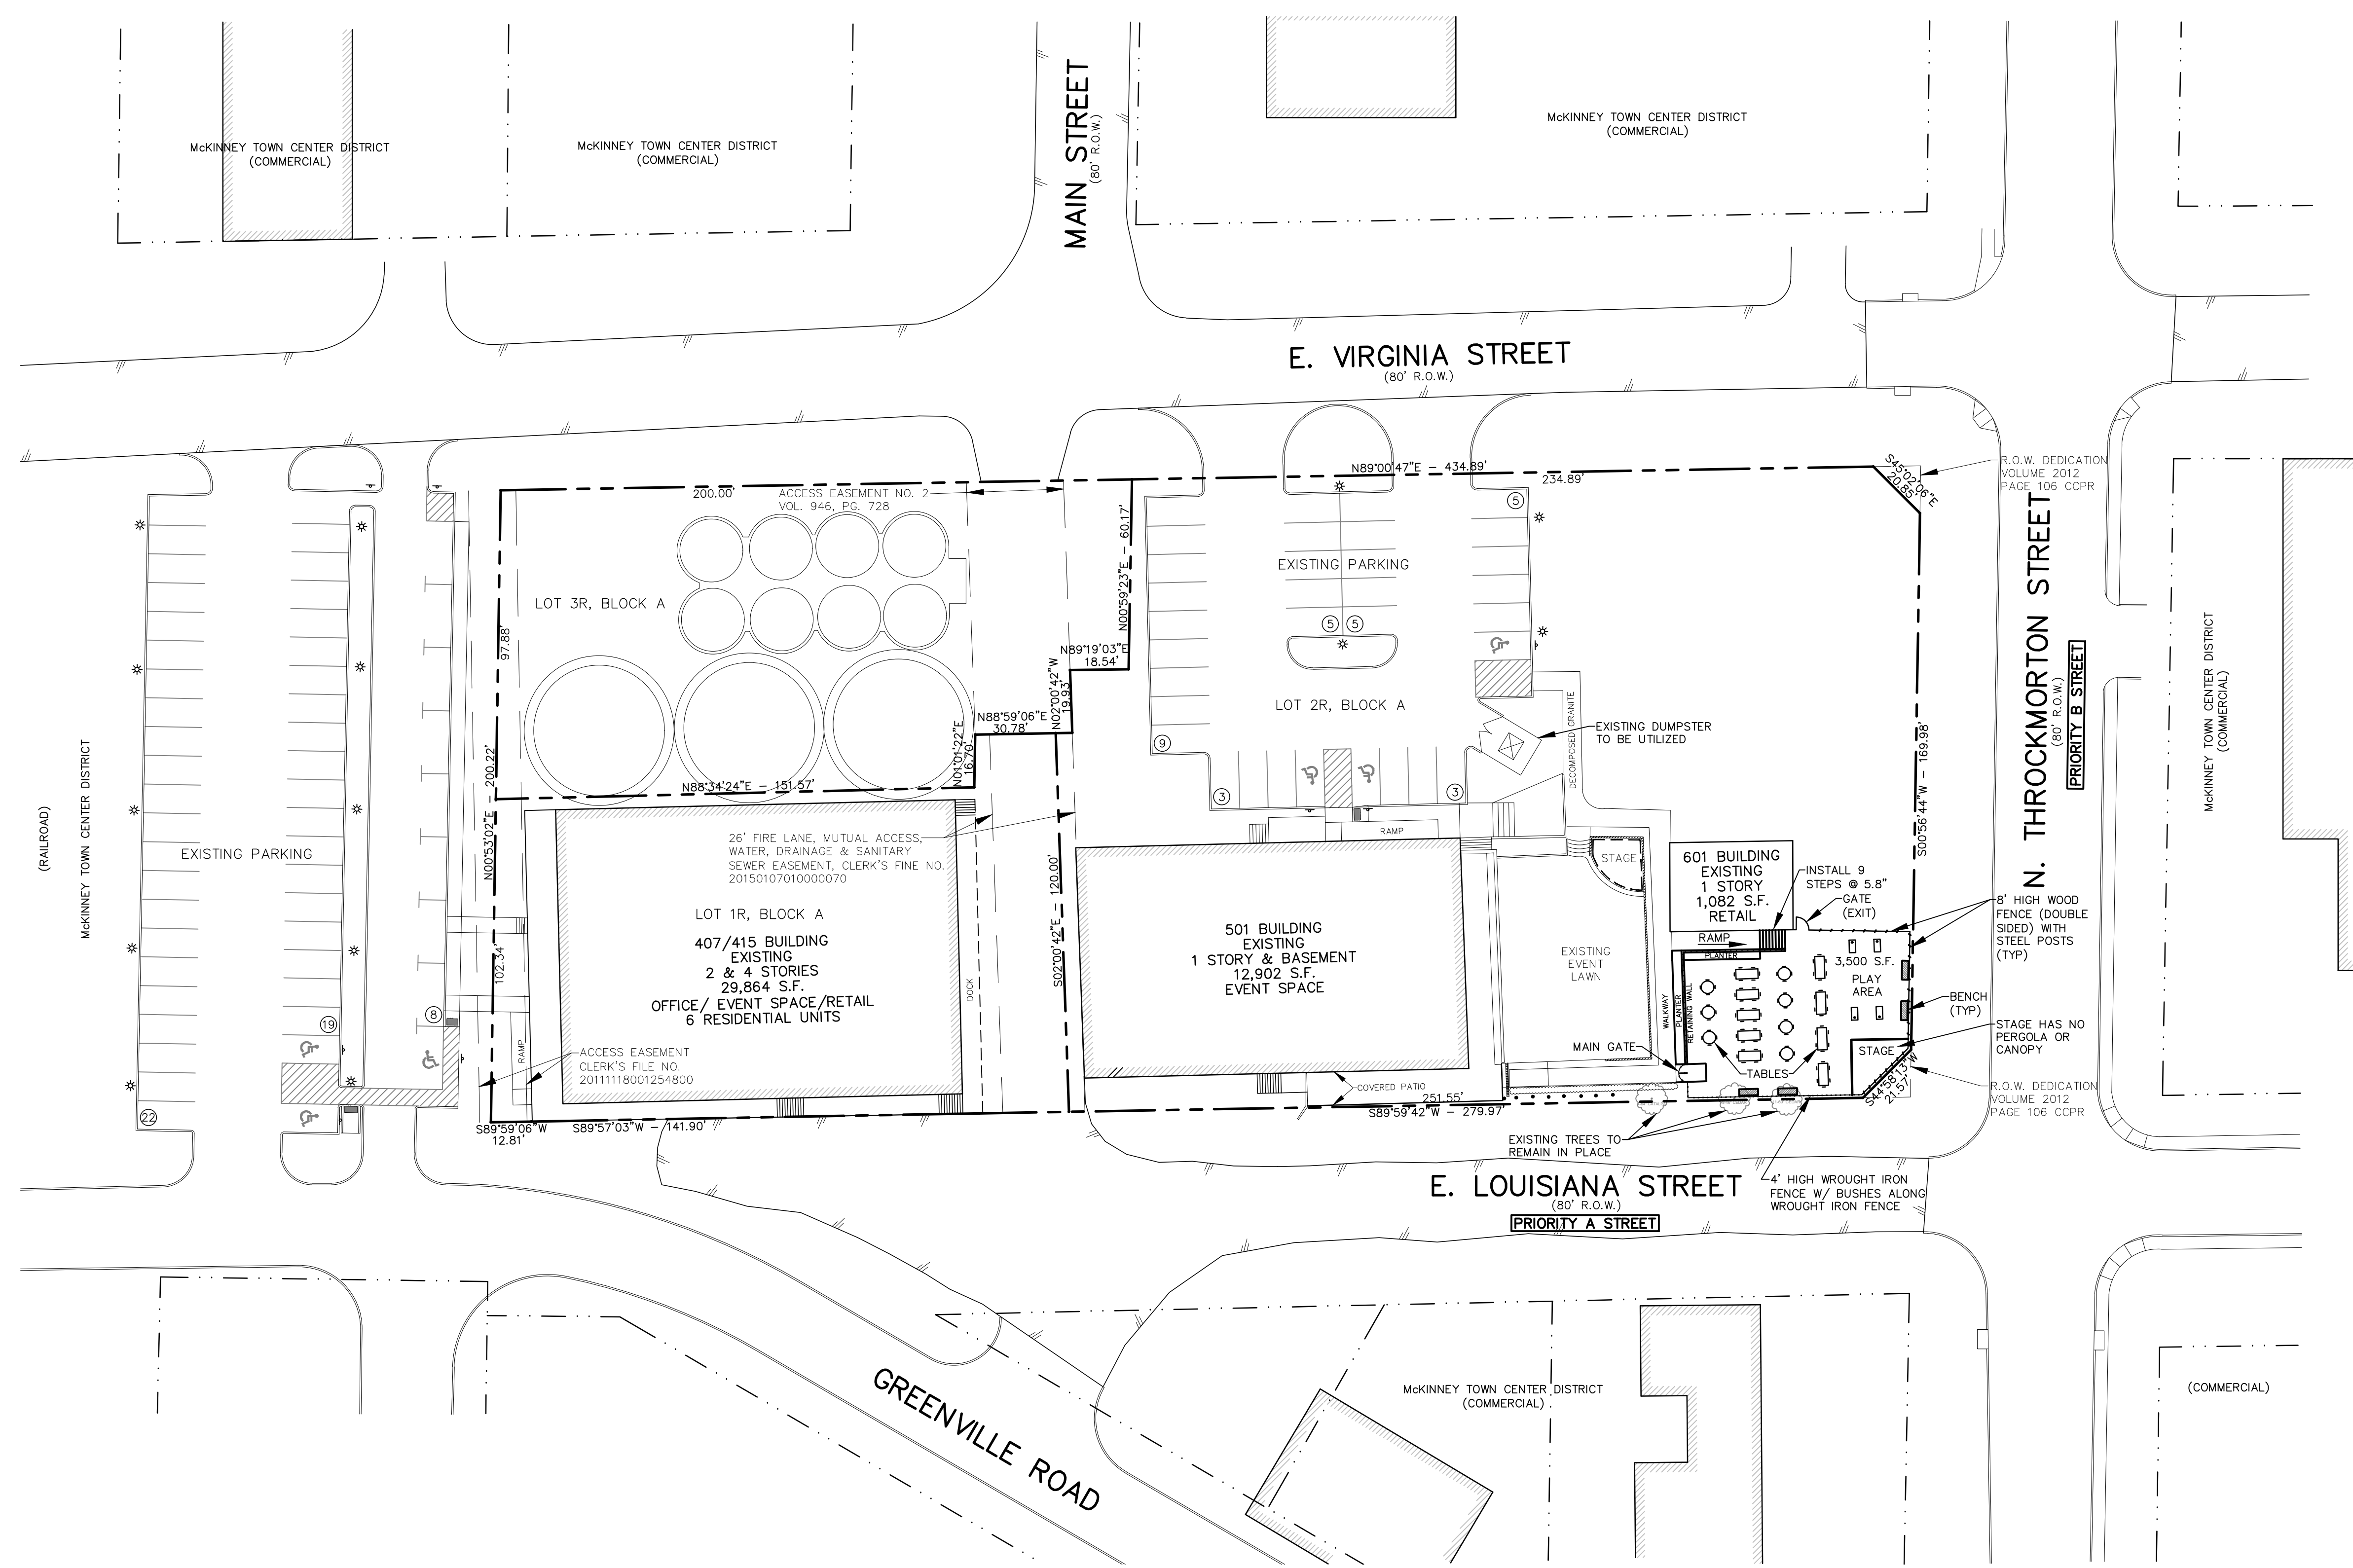 McKINNEY TOWN CENTER DISTRICT
(COMMERCIAL)
McKINNEY TOWN CENTER DISTRICT
(COMMERCIAL)
MAIN STREET
(80' R.O.W.)
McKINNEY TOWN CENTER DISTRICT
(COMMERCIAL)
E. VIRGINIA STREET
(80' R.O.W.)
N89°00'47"E - 434.89'
200.00'
234.89'
ACCESS EASEMENT NO. 2
VOL. 946, PG. 728
S45°02'06"E
20.85'
R.O.W. DEDICATION
VOLUME 2012
PAGE 106 CCPR
N. THROCKMORTON STREET
(80' R.O.W.)
PRIORITY B STREET
McKINNEY TOWN CENTER DISTRICT
(COMMERCIAL)
(RAILROAD)
McKINNEY TOWN CENTER DISTRICT
EXISTING PARKING
22
19
8
LOT 3R, BLOCK A
97.88'
N00°53'02"E - 200.22'
102.34'
N88°34'24"E - 151.57'
N01°01'22"E
16.70'
N88°59'06"E
30.78'
N02°00'42"W
19.93'
N89°19'03"E
18.54'
N00°59'23"E - 60.17'
EXISTING PARKING
5
5
5
9
3
3
LOT 2R, BLOCK A
EXISTING DUMPSTER
TO BE UTILIZED
DECOMPOSED GRANITE
S00°56'44"W - 169.98'
26' FIRE LANE, MUTUAL ACCESS,
WATER, DRAINAGE & SANITARY
SEWER EASEMENT, CLERK'S FINE NO.
20150107010000070
LOT 1R, BLOCK A
407/415 BUILDING
EXISTING
2 & 4 STORIES
29,864 S.F.
OFFICE/ EVENT SPACE/RETAIL
6 RESIDENTIAL UNITS
ACCESS EASEMENT
CLERK'S FILE NO.
20111118001254800
RAMP
DOCK
S02°00'42"E - 120.00'
RAMP
501 BUILDING
EXISTING
1 STORY & BASEMENT
12,902 S.F.
EVENT SPACE
STAGE
EXISTING
EVENT
LAWN
601 BUILDING
EXISTING
1 STORY
1,082 S.F.
RETAIL
INSTALL 9
STEPS @ 5.8"
GATE
(EXIT)
8' HIGH WOOD
FENCE (DOUBLE
SIDED) WITH
STEEL POSTS
(TYP)
RAMP
PLANTER
WALKWAY
PLANTER
RETAINING WALL
3,500 S.F.
PLAY
AREA
BENCH
(TYP)
STAGE HAS NO
PERGOLA OR
CANOPY
STAGE
MAIN GATE
TABLES
COVERED PATIO
251.55'
S89°59'42"W - 279.97'
S44°58'13"W
21.57'
R.O.W. DEDICATION
VOLUME 2012
PAGE 106 CCPR
S89°59'06"W
12.81'
S89°57'03"W - 141.90'
EXISTING TREES TO
REMAIN IN PLACE
E. LOUISIANA STREET
(80' R.O.W.)
PRIORITY A STREET
4' HIGH WROUGHT IRON
FENCE W/ BUSHES ALONG
WROUGHT IRON FENCE
GREENVILLE ROAD
McKINNEY TOWN CENTER DISTRICT
(COMMERCIAL)
(COMMERCIAL)